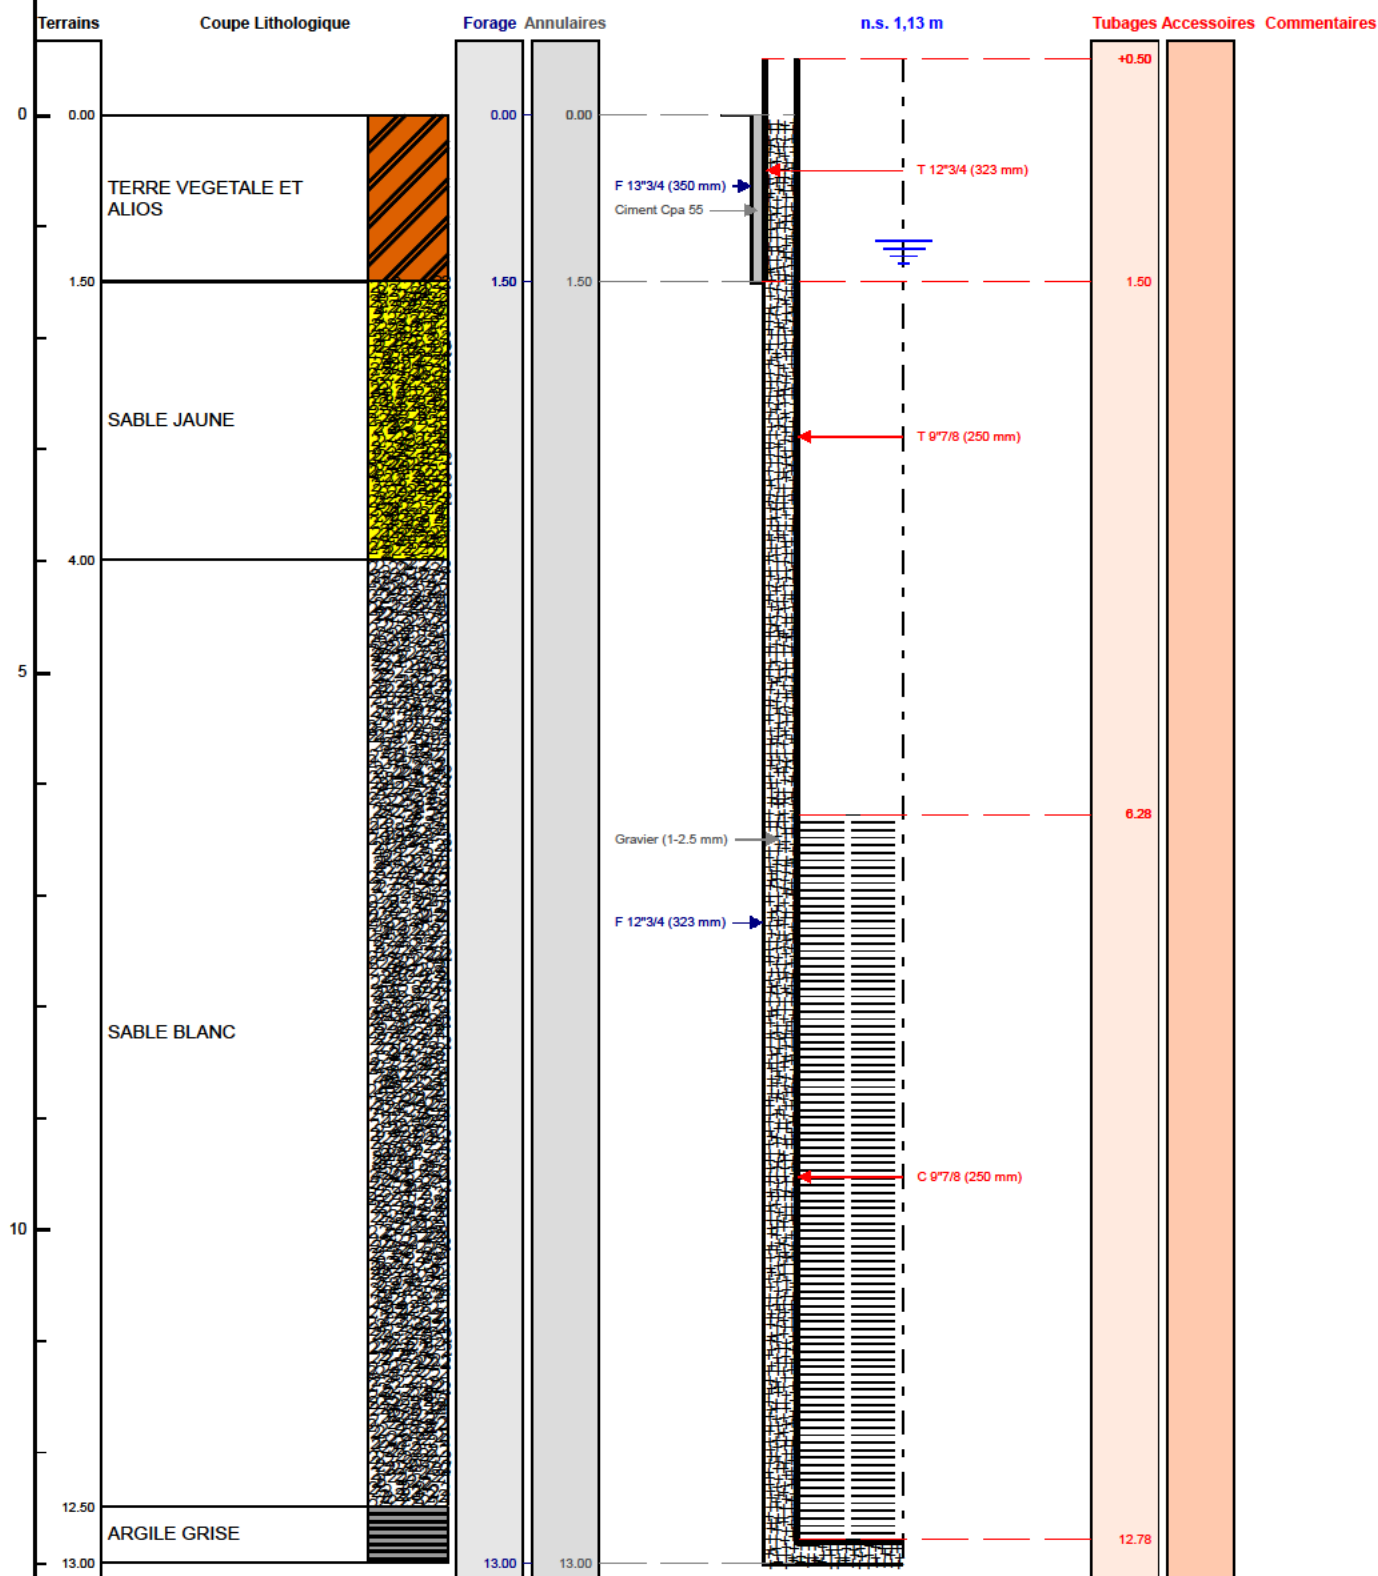 Terrains Coupe Lithologique Forage Annulaires n.s. 1,13 m Tubages Accessoires Commentaires
+0.50
0 0.00 0.00 0.00
T 12"3/4 (323 mm)
TERRE VEGETALE ET
ALIOS
F 13"3/4 (350 mm)
Ciment Cpa 55
1.50 1.50 1.50 1.50
SABLE JAUNE
T 9"7/8 (250 mm)
4.00
5
6.28
Gravier (1-2.5 mm)
F 12"3/4 (323 mm)
SABLE BLANC
C 9"7/8 (250 mm)
10
12.50
ARGILE GRISE
12.78
13.00 13.00 13.00